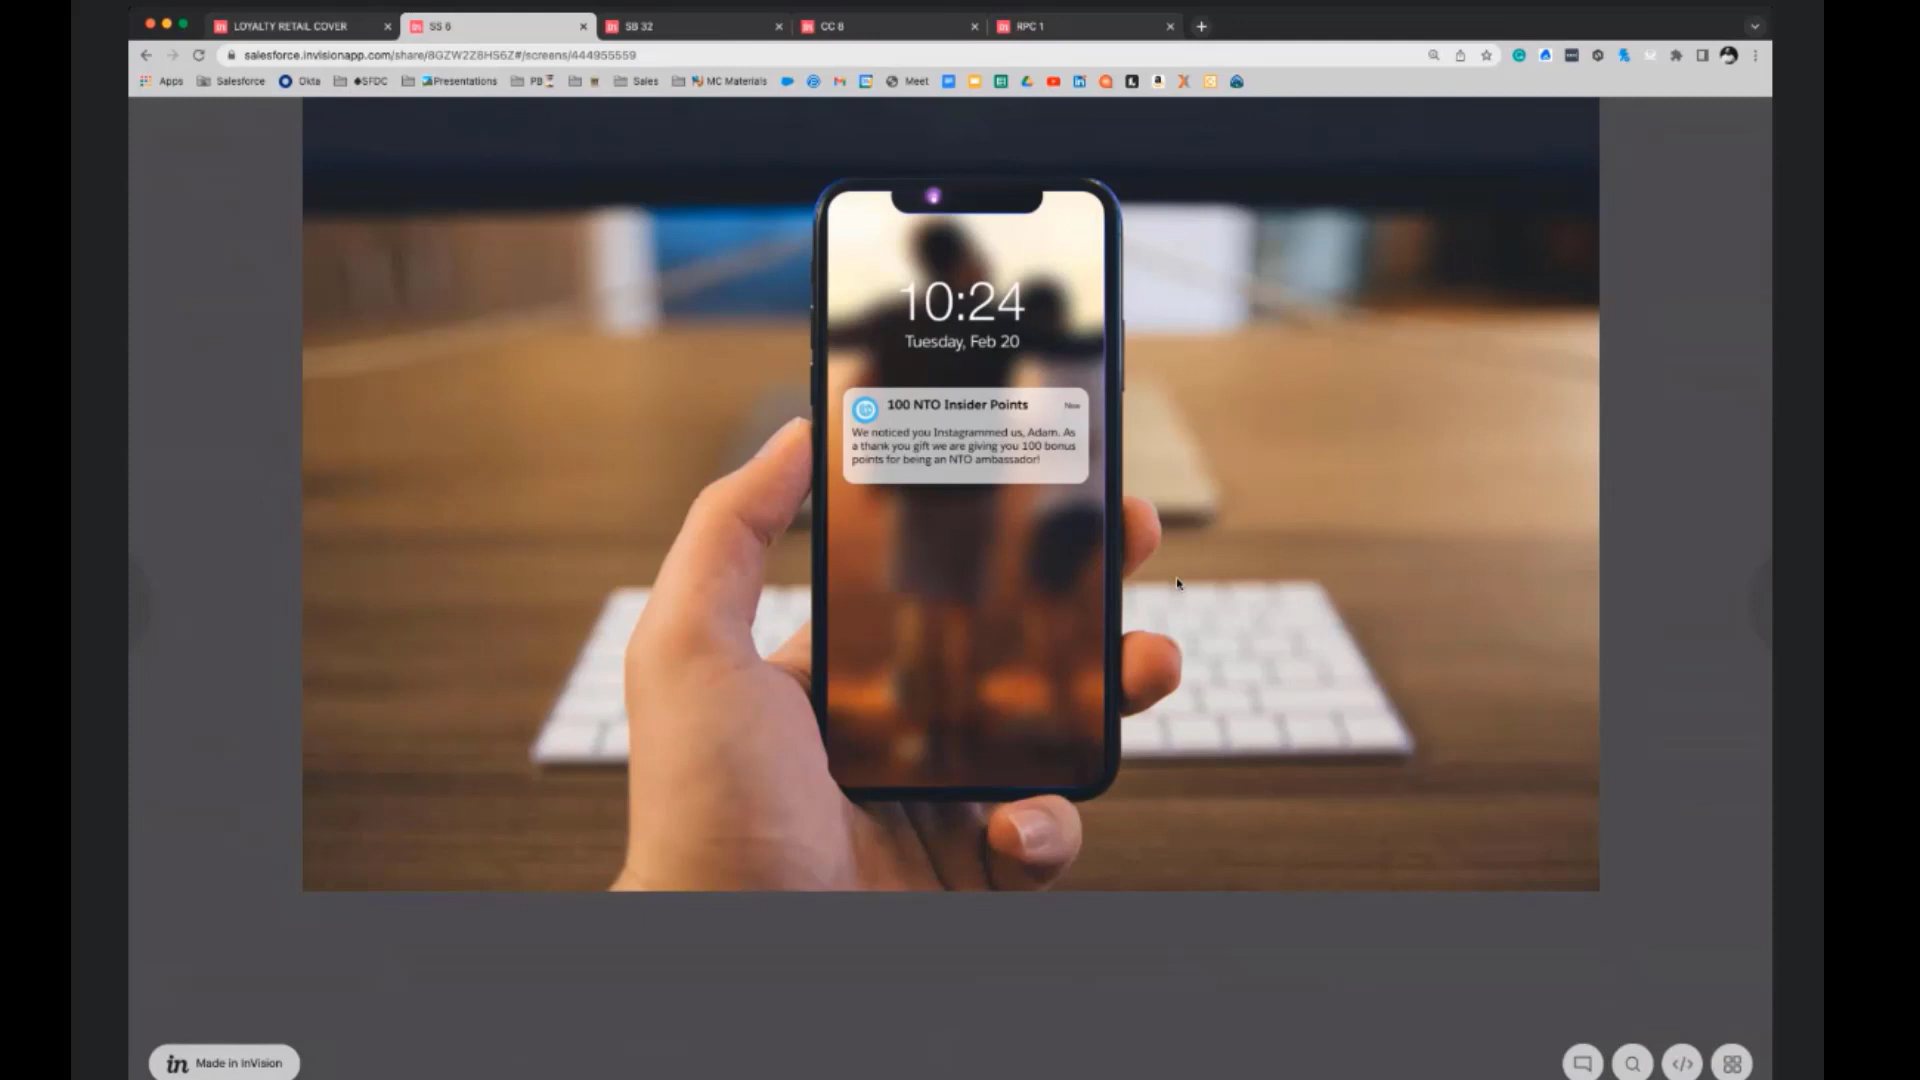 LOYALTY RETAIL COVER
SS 6
SB 32
CC 8
RPC 1
salesforce.invisionapp.com/share/8GZW2Z8HS6Z#/screens/444955559
Apps
Salesforce
Okta
SFDC
Presentations
PB
Sales
MC Materials
Meet
10:24
Tuesday, Feb 20
100 NTO Insider Points
Now
We noticed you Instagrammed us, Adam. As
a thank you gift we are giving you 100 bonus
points for being an NTO ambassador!
in Made in InVision